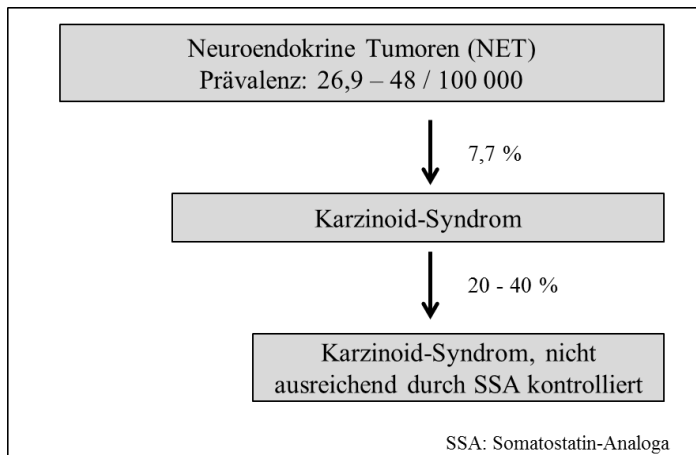 Neuroendokrine Tumoren (NET)
Prävalenz: 26,9 – 48 / 100 000
7,7 %
Karzinoid-Syndrom
20 - 40 %
Karzinoid-Syndrom, nicht
ausreichend durch SSA kontrolliert
SSA: Somatostatin-Analoga